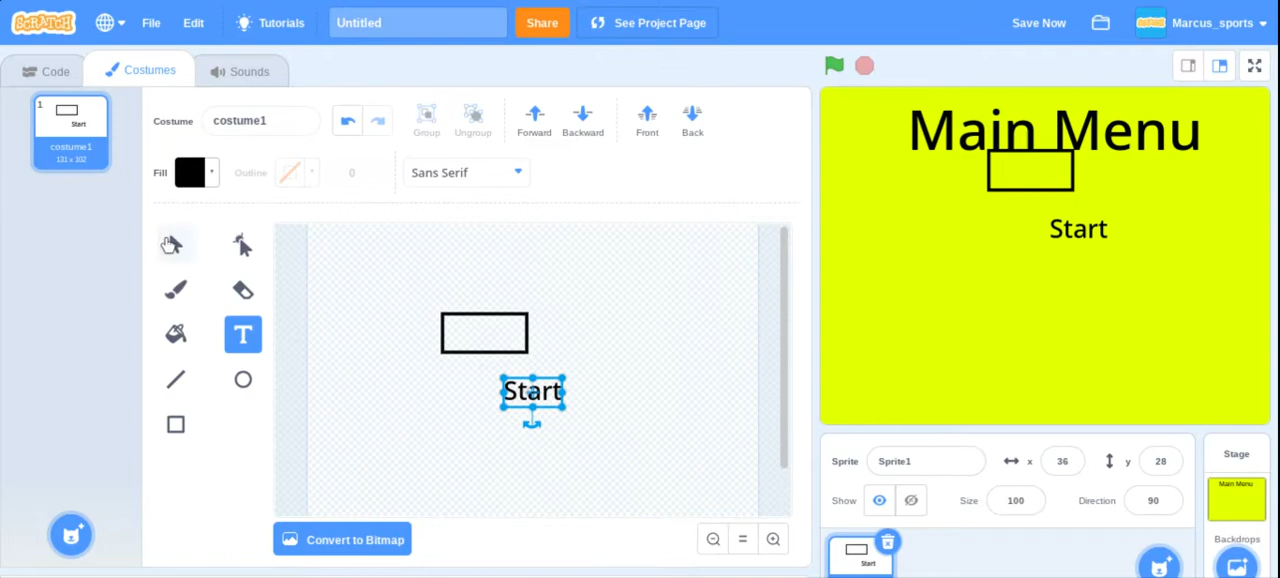 SCRATCH File Edit Tutorials Untitled Share See Project Page Save Now Marcus_sports
Code Costumes Sounds
1
Start
costume1
131 x 102
Costume costume1 Group Ungroup Forward Backward Front Back
Fill Outline 0 Sans Serif
T
Start
Convert to Bitmap
Main Menu
Start
Sprite Sprite1 x 36 y 28
Show Size 100 Direction 90
Start
Stage
Main Menu
Backdrops